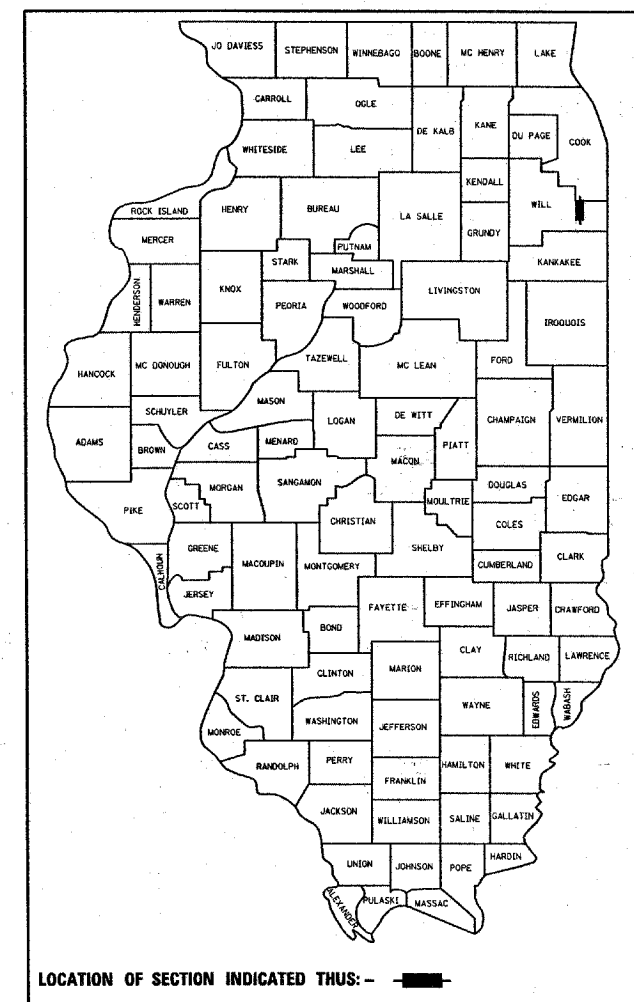 JO DAVIESS STEPHENSON WINNEBAGO BOONE MC HENRY LAKE
CARROLL OGLE DE KALB KANE DU PAGE COOK
WHITESIDE LEE KENDALL WILL
ROCK ISLAND HENRY BUREAU LA SALLE GRUNDY
MERCER PUTNAM KANKAKEE
HENDERSON WARREN KNOX STARK MARSHALL LIVINGSTON
PEORIA WOODFORD IROQUOIS
HANCOCK MC DONOUGH FULTON TAZEWELL MC LEAN FORD
SCHUYLER MASON LOGAN DE WITT CHAMPAIGN VERMILION
ADAMS BROWN CASS MENARD MACON PIATT
PIKE SCOTT MORGAN SANGAMON CHRISTIAN MOULTRIE DOUGLAS EDGAR
COLES
CALHOUN GREENE MACOUPIN MONTGOMERY SHELBY CUMBERLAND CLARK
JERSEY FAYETTE EFFINGHAM JASPER CRAWFORD
MADISON BOND CLAY RICHLAND LAWRENCE
CLINTON MARION
ST. CLAIR WASHINGTON JEFFERSON WAYNE EDWARDS WABASH
MONROE
RANDOLPH PERRY FRANKLIN HAMILTON WHITE
JACKSON WILLIAMSON SALINE GALLATIN
UNION JOHNSON POPE HARDIN
ALEXANDER PULASKI MASSAC
LOCATION OF SECTION INDICATED THUS: -